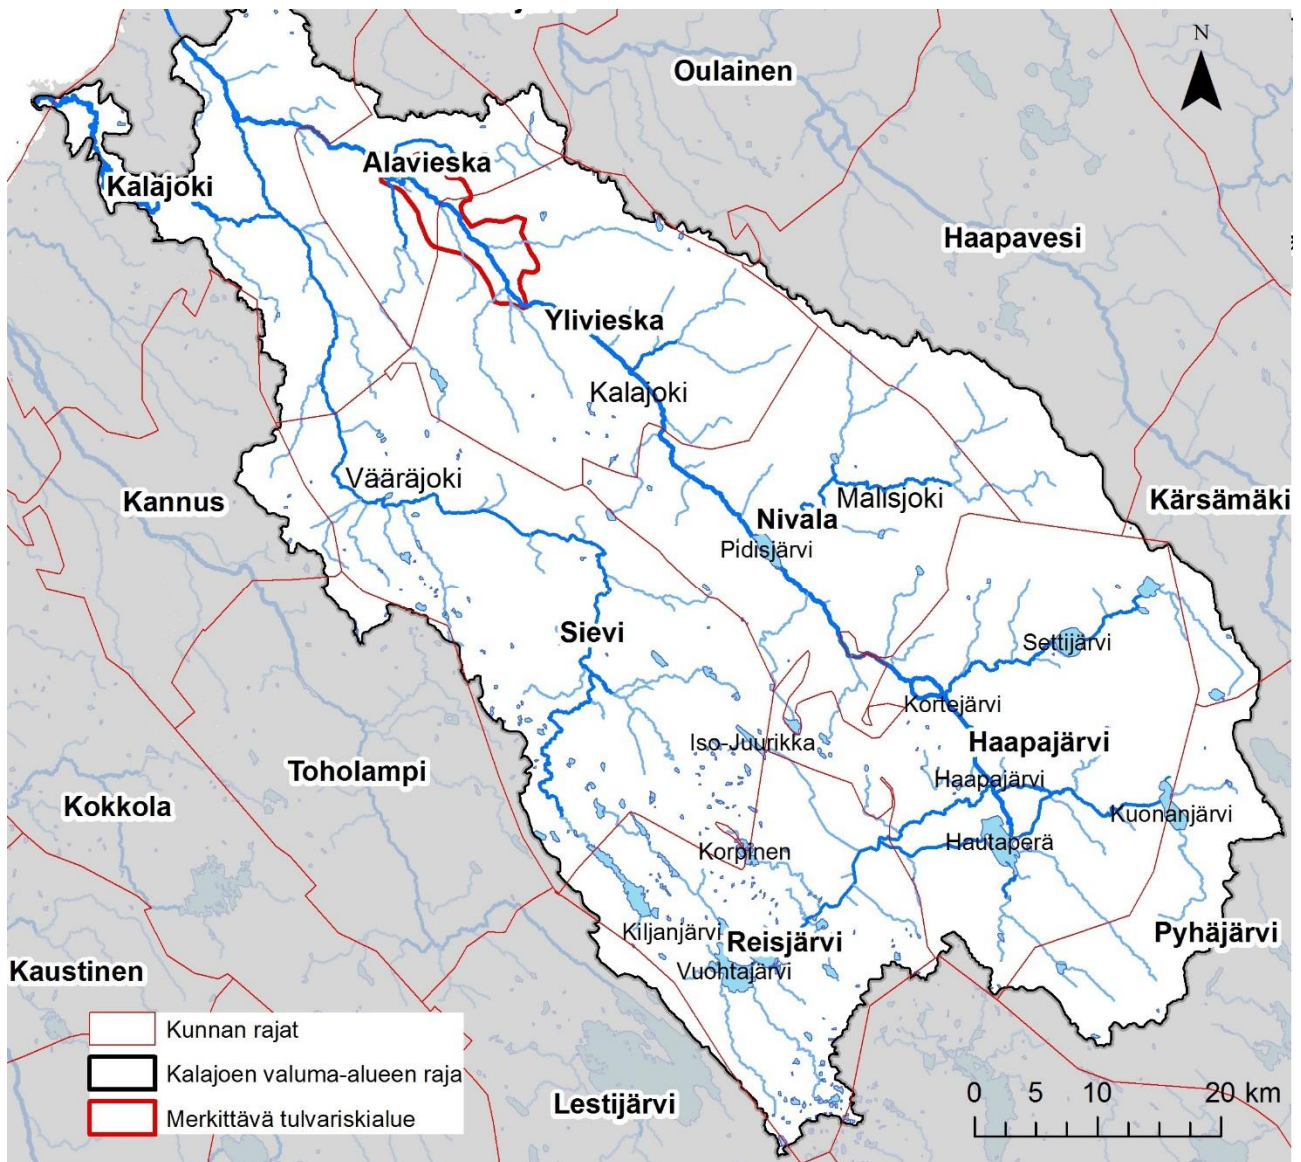 Oulainen
N
Alavieska
Kalajoki
Haapavesi
Ylivieska
Kalajoki
Vääräjoki
Kannus
Malisjoki
Kärsämäki
Nivala
Pidisjärvi
Sievi
Settijärvi
Kortejärvi
Iso-Juurikka
Haapajärvi
Toholampi
Haapajärvi
Kokkola
Kuonanjärvi
Hautaperä
Korpinen
Kiljanjärvi
Reisjärvi
Pyhäjärvi
Vuohtajärvi
Kaustinen
Kunnan rajat
Kalajoen valuma-alueen raja
Merkittävä tulvariskialue
Lestijärvi
0 5 10 20 km